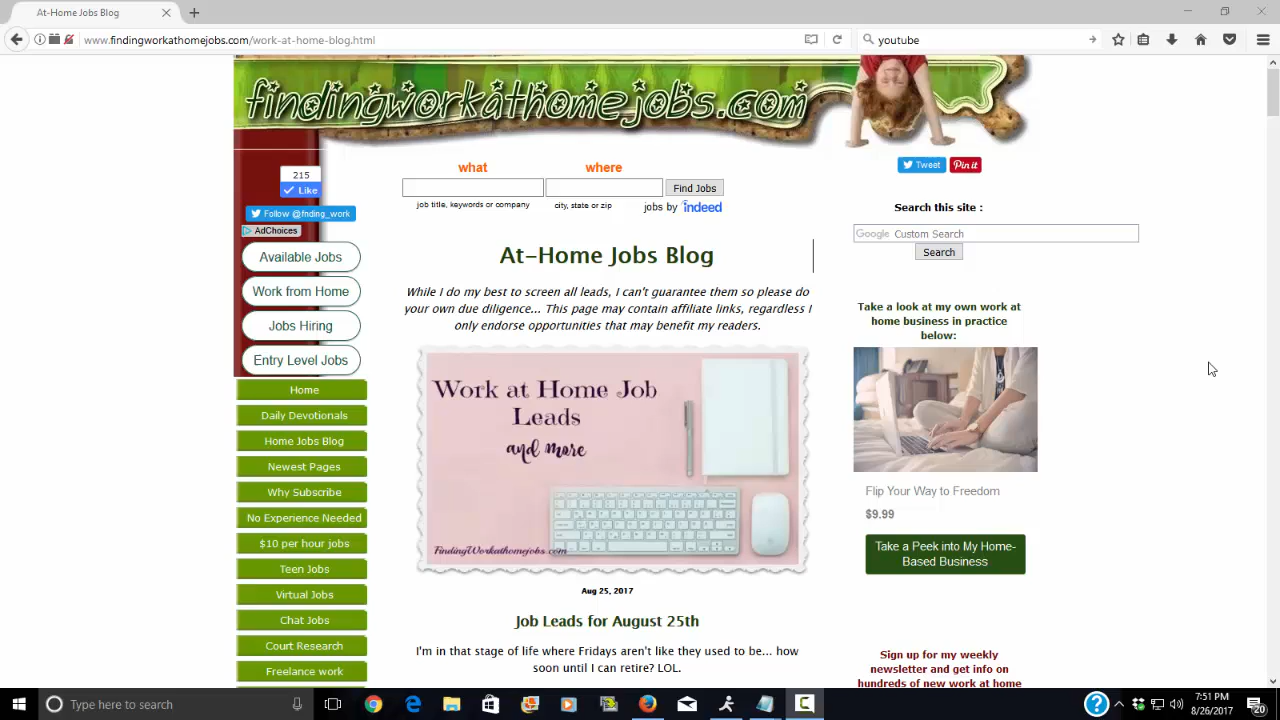 At-Home Jobs Blog
www.findingworkathomejobs.com/work-at-home-blog.html
youtube
findingworkathomejobs.com
215
Like
Follow @fnding_work
AdChoices
Available Jobs
Work from Home
Jobs Hiring
Entry Level Jobs
Home
Daily Devotionals
Home Jobs Blog
Newest Pages
Why Subscribe
No Experience Needed
$10 per hour jobs
Teen Jobs
Virtual Jobs
Chat Jobs
Court Research
Freelance work
what where
Find Jobs
job title, keywords or company city, state or zip jobs by indeed
At-Home Jobs Blog
While I do my best to screen all leads, I can't guarantee them so please do
your own due diligence... This page may contain affiliate links, regardless I
only endorse opportunities that may benefit my readers.
Work at Home Job
Leads
and more
FindingWorkathomejobs.com
Aug 25, 2017
Job Leads for August 25th
I'm in that stage of life where Fridays aren't like they used to be... how
soon until I can retire? LOL.
Tweet Pin it
Search this site :
Google Custom Search
Search
Take a look at my own work at
home business in practice
below:
Flip Your Way to Freedom
$9.99
Take a Peek into My Home-
Based Business
Sign up for my weekly
newsletter and get info on
hundreds of new work at home
Type here to search
7:51 PM
8/26/2017
20